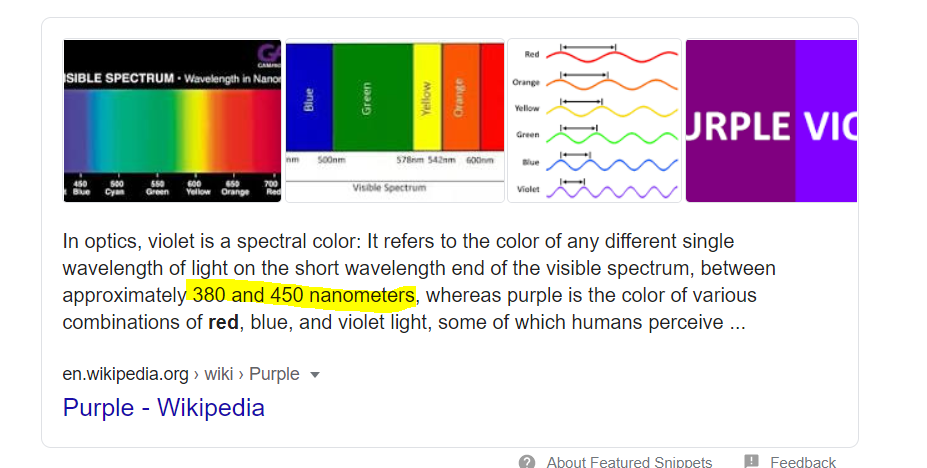 ISIBLE SPECTRUM • Wavelength in Nanor
450 500 550 600 650 700
Blue Cyan Green Yellow Orange Red
Blue
Green
Yellow
Orange
nm 500nm 578nm 542nm 600nm
Visible Spectrum
Red
Orange
Yellow
Green
Blue
Violet
URPLE VIO
In optics, violet is a spectral color: It refers to the color of any different single
wavelength of light on the short wavelength end of the visible spectrum, between
approximately 380 and 450 nanometers, whereas purple is the color of various
combinations of red, blue, and violet light, some of which humans perceive ...
en.wikipedia.org › wiki › Purple
Purple - Wikipedia
About Featured Snippets Feedback